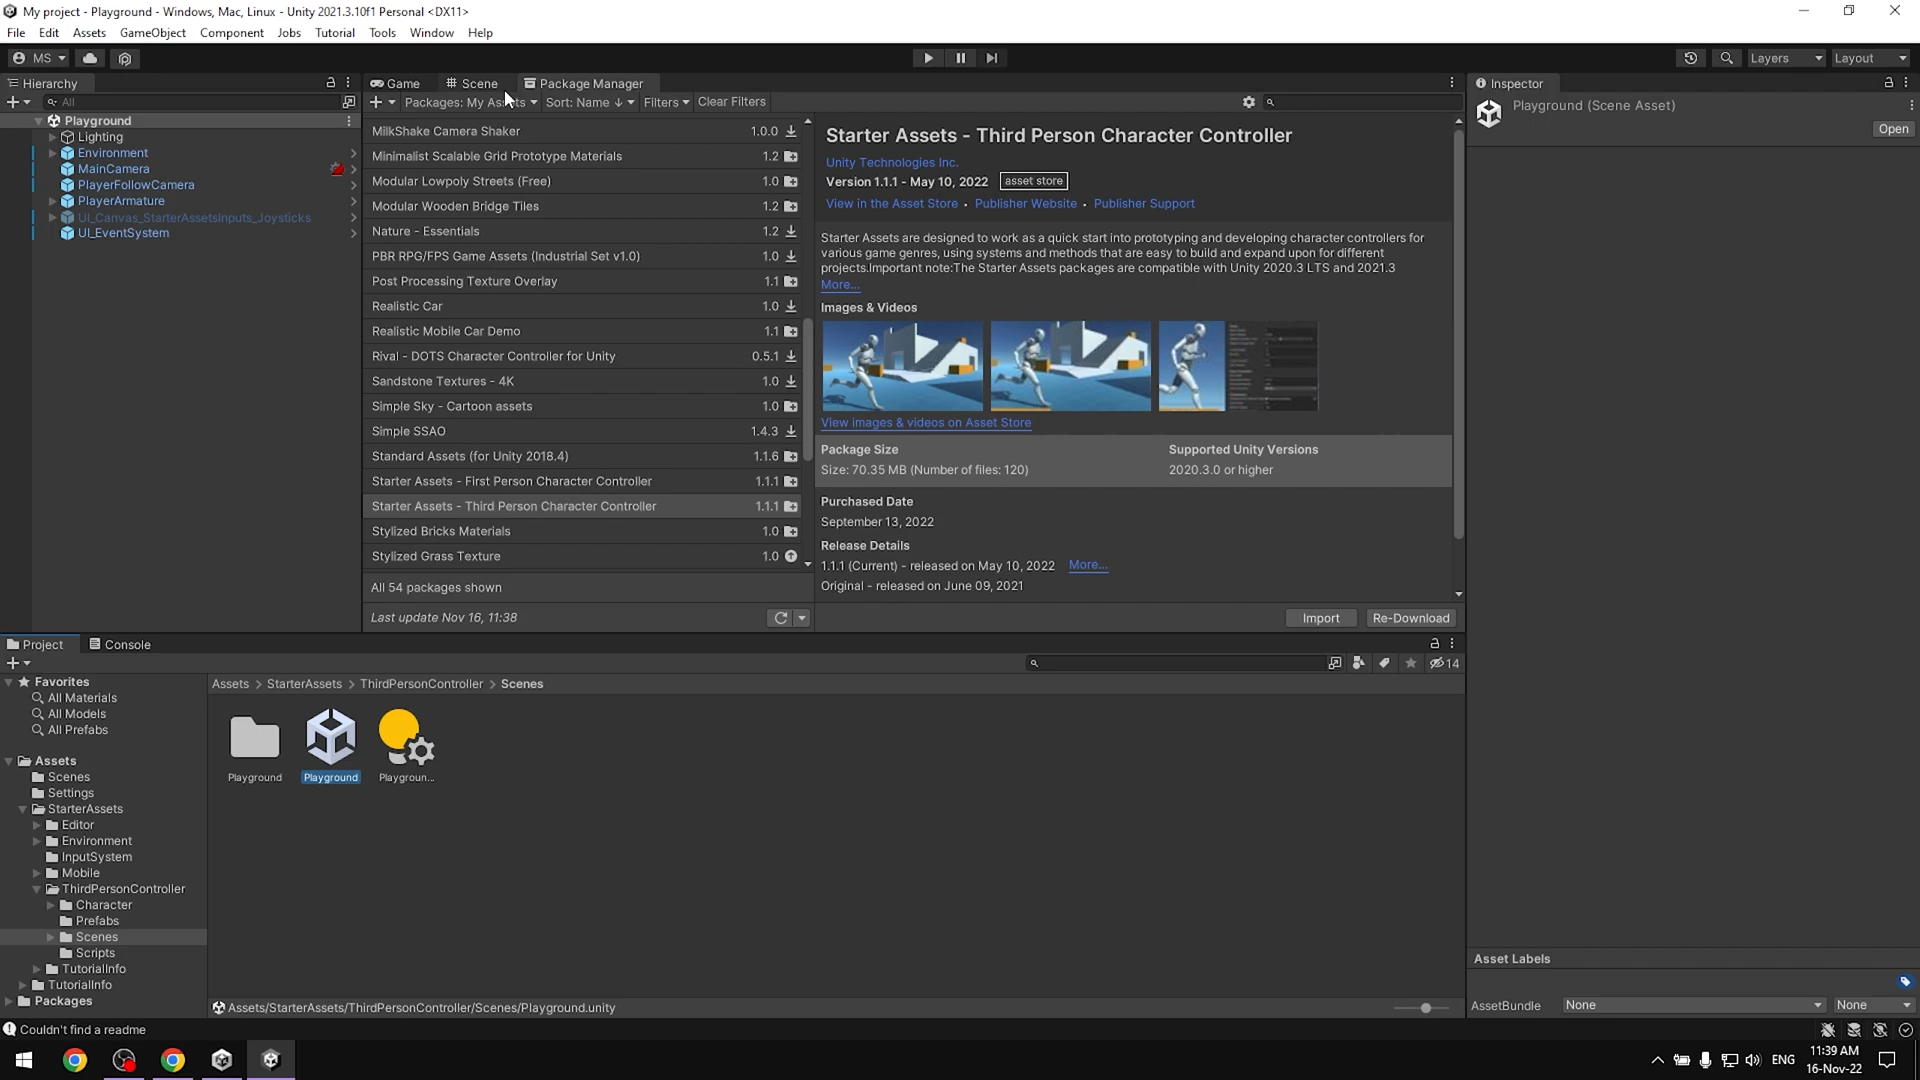 My project - Playground - Windows, Mac, Linux - Unity 2021.3.10f1 Personal <DX11>
File Edit Assets GameObject Component Jobs Tutorial Tools Window Help
MS Layers Layout
Hierarchy
All
Playground
Lighting
Environment
MainCamera
PlayerFollowCamera
PlayerArmature
UI_Canvas_StarterAssetsInputs_Joysticks
UI_EventSystem
Game Scene Package Manager
Packages: My Assets Sort: Name ↓ Filters Clear Filters
MilkShake Camera Shaker 1.0.0
Minimalist Scalable Grid Prototype Materials 1.2
Modular Lowpoly Streets (Free) 1.0
Modular Wooden Bridge Tiles 1.2
Nature - Essentials 1.2
PBR RPG/FPS Game Assets (Industrial Set v1.0) 1.0
Post Processing Texture Overlay 1.1
Realistic Car 1.0
Realistic Mobile Car Demo 1.1
Rival - DOTS Character Controller for Unity 0.5.1
Sandstone Textures - 4K 1.0
Simple Sky - Cartoon assets 1.0
Simple SSAO 1.4.3
Standard Assets (for Unity 2018.4) 1.1.6
Starter Assets - First Person Character Controller 1.1.1
Starter Assets - Third Person Character Controller 1.1.1
Stylized Bricks Materials 1.0
Stylized Grass Texture 1.0
All 54 packages shown
Last update Nov 16, 11:38
Starter Assets - Third Person Character Controller
Unity Technologies Inc.
Version 1.1.1 - May 10, 2022 asset store
View in the Asset Store • Publisher Website • Publisher Support
Starter Assets are designed to work as a quick start into prototyping and developing character controllers for
various game genres, using systems and methods that are easy to build and expand upon for different
projects.Important note:The Starter Assets packages are compatible with Unity 2020.3 LTS and 2021.3
More...
Images & Videos
View images & videos on Asset Store
Package Size Supported Unity Versions
Size: 70.35 MB (Number of files: 120) 2020.3.0 or higher
Purchased Date
September 13, 2022
Release Details
1.1.1 (Current) - released on May 10, 2022 More...
Original - released on June 09, 2021
Import Re-Download
Inspector
Playground (Scene Asset)
Open
Project Console
14
Favorites
All Materials
All Models
All Prefabs
Assets
Scenes
Settings
StarterAssets
Editor
Environment
InputSystem
Mobile
ThirdPersonController
Character
Prefabs
Scenes
Scripts
TutorialInfo
TutorialInfo
Packages
Assets > StarterAssets > ThirdPersonController > Scenes
Playground Playground Playgroun...
Assets/StarterAssets/ThirdPersonController/Scenes/Playground.unity
Asset Labels
AssetBundle None None
Couldn't find a readme
ENG 11:39 AM
16-Nov-22